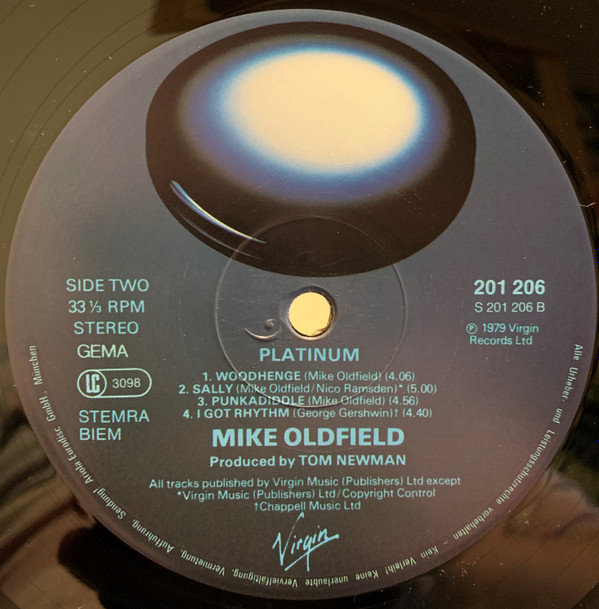 SIDE TWO
33 ⅓ RPM
STEREO
GEMA
LC 3098
STEMRA
BIEM
201 206
S 201 206 B
℗ 1979 Virgin
Records Ltd
PLATINUM
1. WOODHENGE (Mike Oldfield) (4.06)
2. SALLY (Mike Oldfield/Nico Ramsden)*.(5.00)
3. PUNKADIDDLE (Mike Oldfield) (4.56)
4. I GOT RHYTHM (George Gershwin)† (4.40)
MIKE OLDFIELD
Produced by TOM NEWMAN
All tracks published by Virgin Music (Publishers) Ltd except
*Virgin Music (Publishers) Ltd/Copyright Control
†Chappell Music Ltd
Virgin
Alle Urheber- und Leistungsschutzrechte vorbehalten – Kein Verleih! Keine unerlaubte Vervielfältigung, Vermietung, Aufführung, Sendung! Ariola Eurodisc GmbH, München